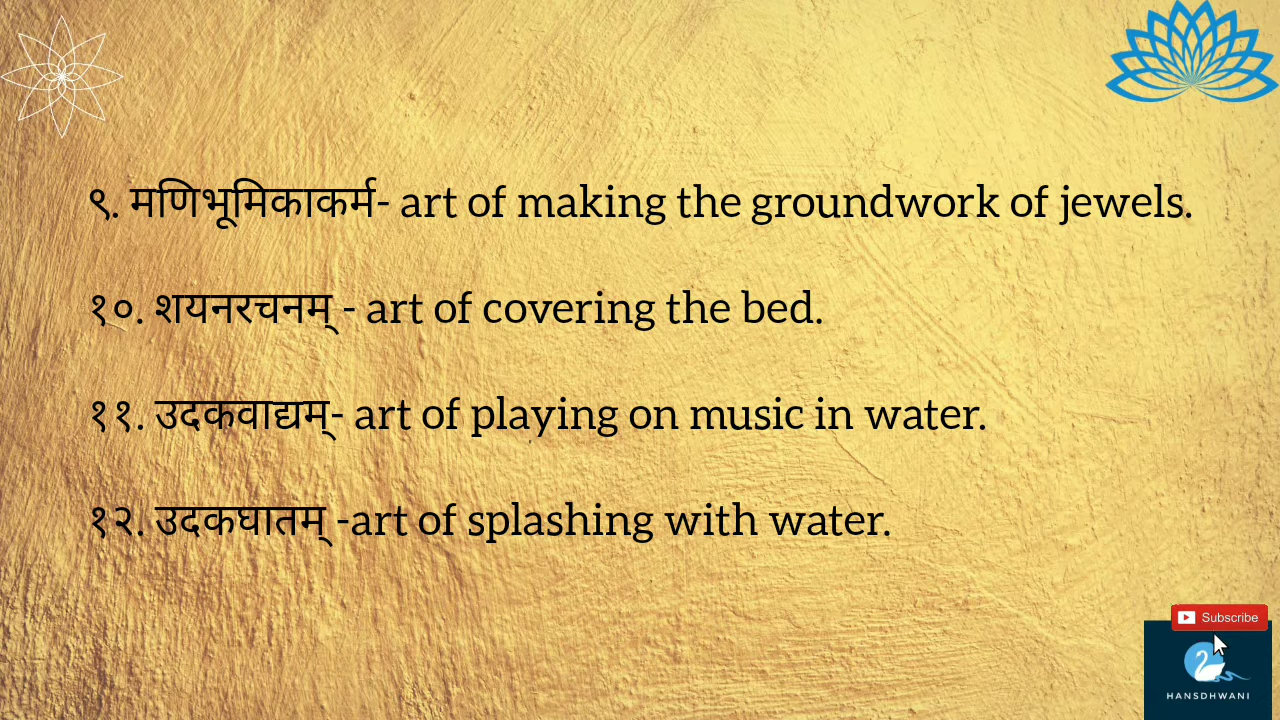 ९. मणिभूमिकाकर्म- art of making the groundwork of jewels.
१०. शयनरचनम् - art of covering the bed.
११. उदकवाद्यम्- art of playing on music in water.
१२. उदकघातम् -art of splashing with water.
Subscribe
HANSDHWANI